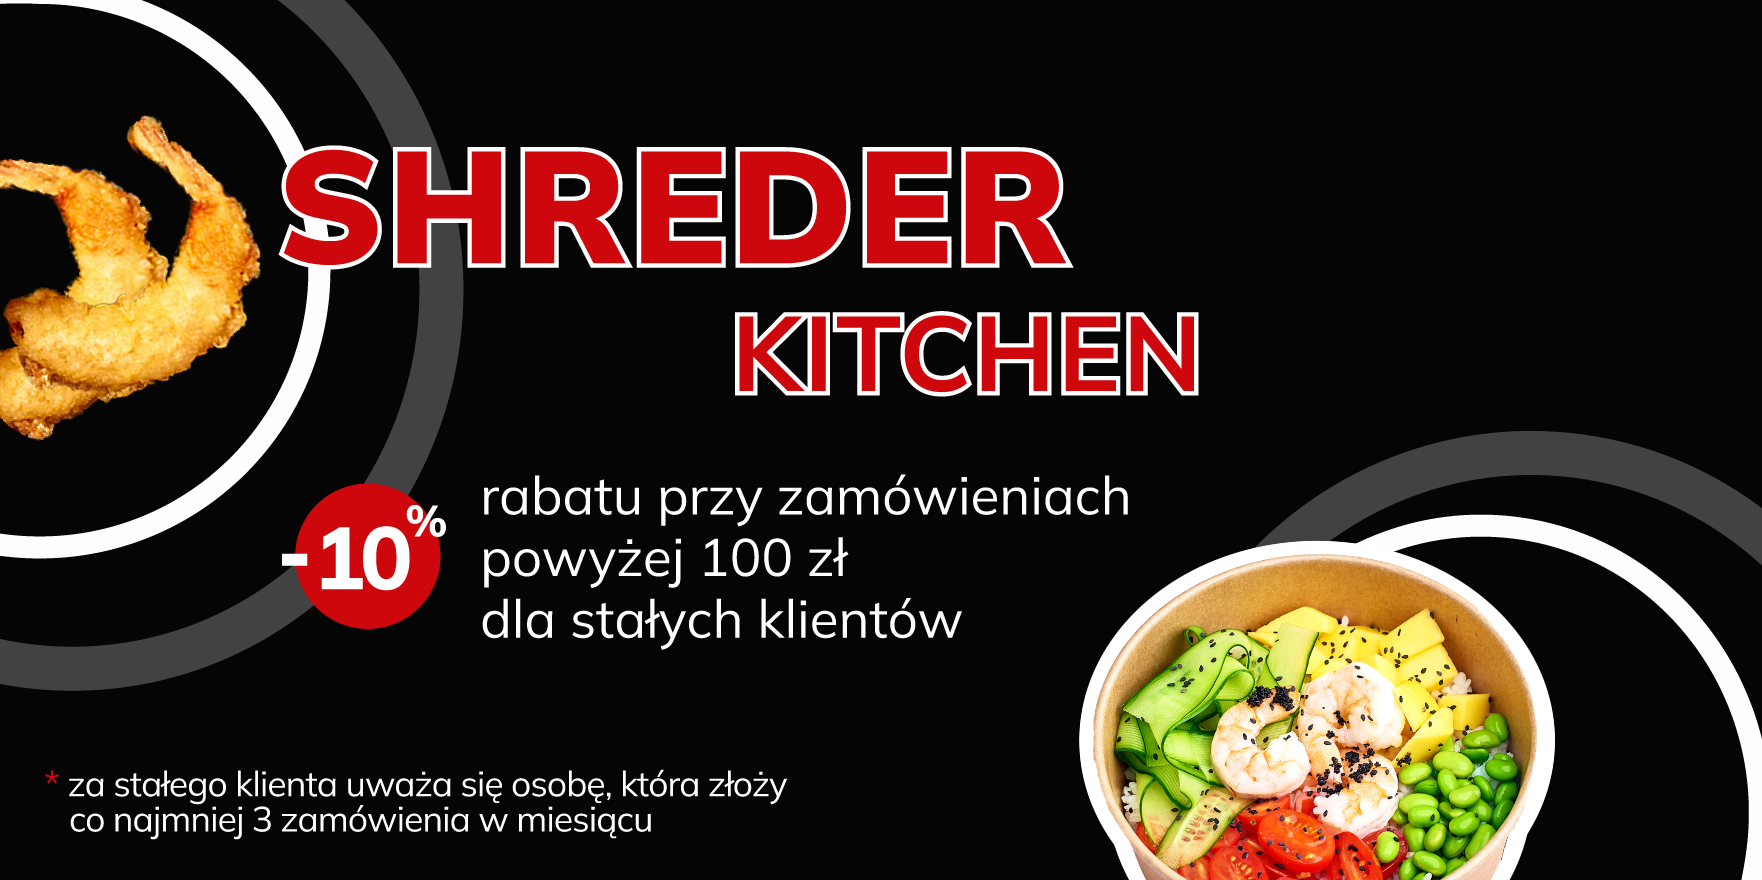 SHREDER
KITCHEN
-10%
rabatu przy zamówieniach
powyżej 100 zł
dla stałych klientów
* za stałego klienta uważa się osobę, która złoży
co najmniej 3 zamówienia w miesiącu